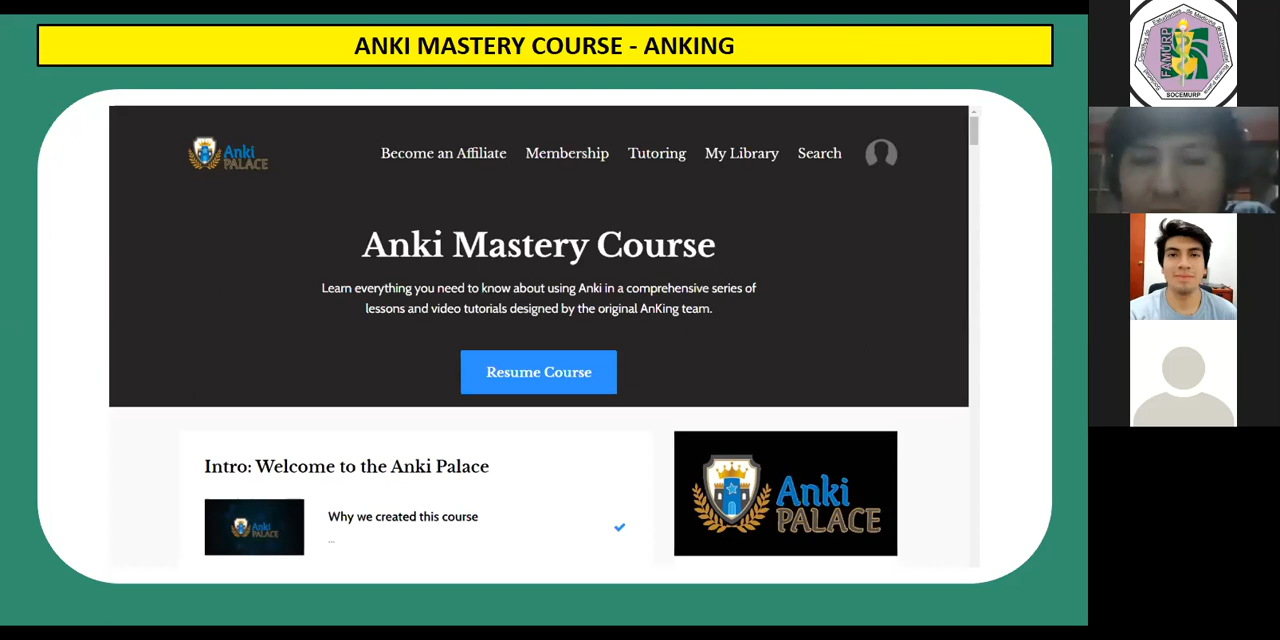 ANKI MASTERY COURSE - ANKING
Anki
PALACE
Become an Affiliate
Membership
Tutoring
My Library
Search
Anki Mastery Course
Learn everything you need to know about using Anki in a comprehensive series of
lessons and video tutorials designed by the original AnKing team.
Resume Course
Intro: Welcome to the Anki Palace
Anki
PALACE
Why we created this course
...
Anki
PALACE
FAMURP
SOCEMURP